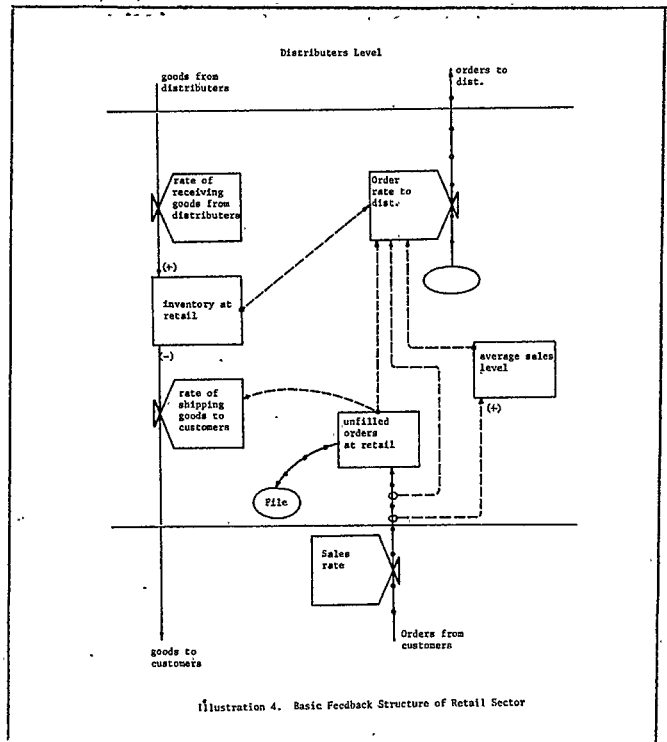 Distributers Level
goods from
distributers
orders to
dist.
rate of
receiving
goods from
distributers
Order
rate to
dist.
(+)
inventory at
retail
(-)
average sales
level
(+)
rate of
shipping
goods to
customers
unfilled
orders
at retail
File
Sales
rate
goods to
customers
Orders from
customers
Illustration 4. Basic Feedback Structure of Retail Sector